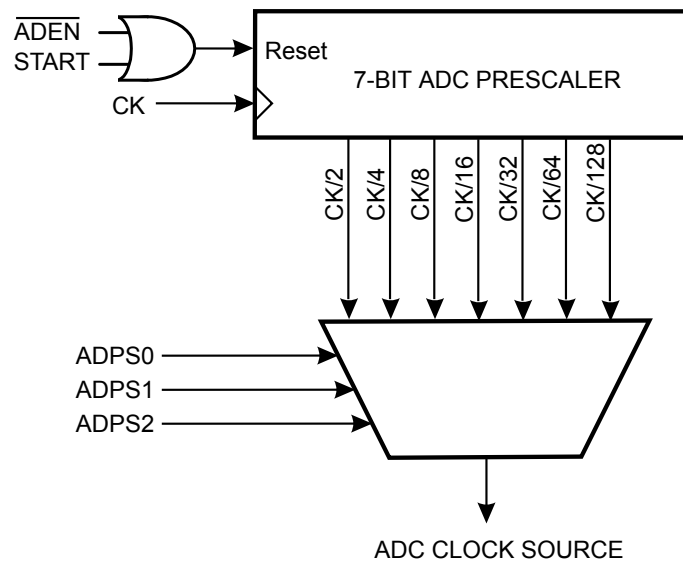 ADEN
START
Reset
7-BIT ADC PRESCALER
CK
CK/2
CK/4
CK/8
CK/16
CK/32
CK/64
CK/128
ADPS0
ADPS1
ADPS2
ADC CLOCK SOURCE